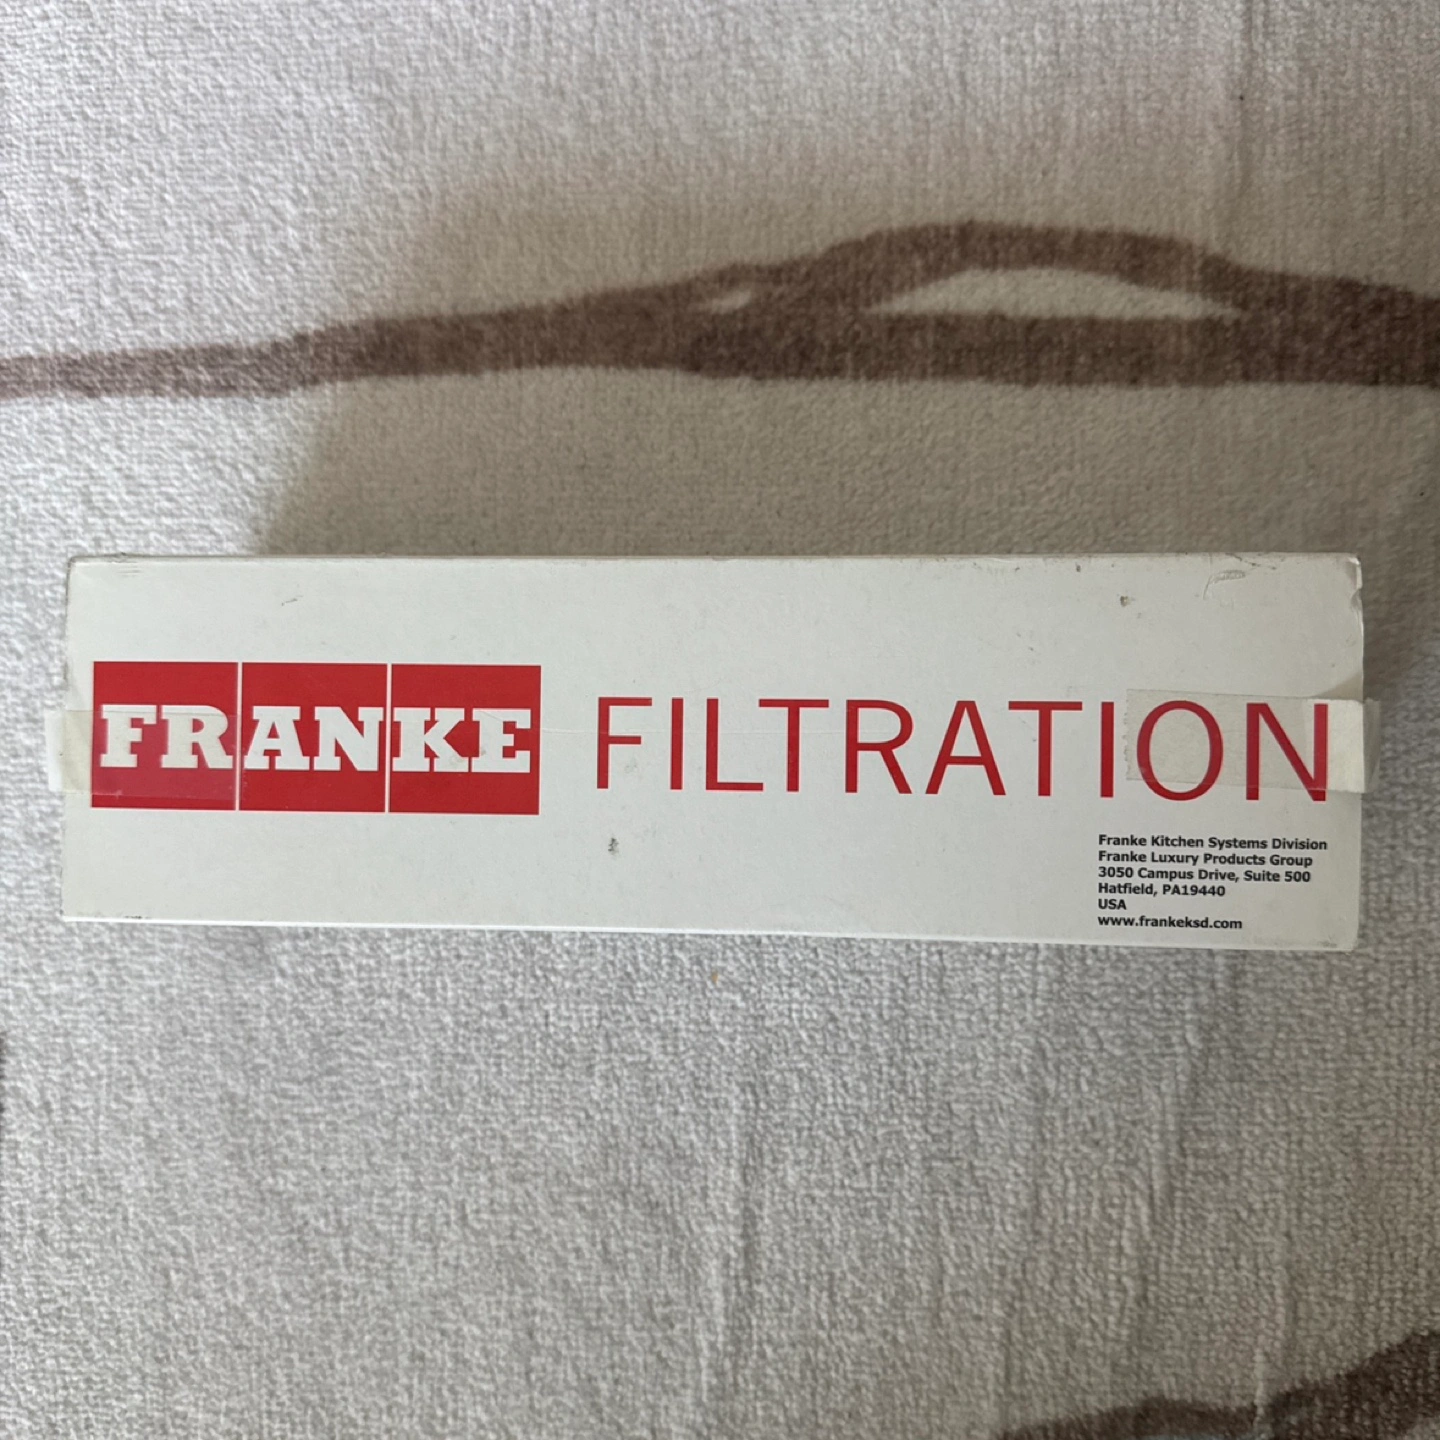 FRANKE FILTRATION
Franke Kitchen Systems Division
Franke Luxury Products Group
3050 Campus Drive, Suite 500
Hatfield, PA19440
USA
www.frankeksd.com